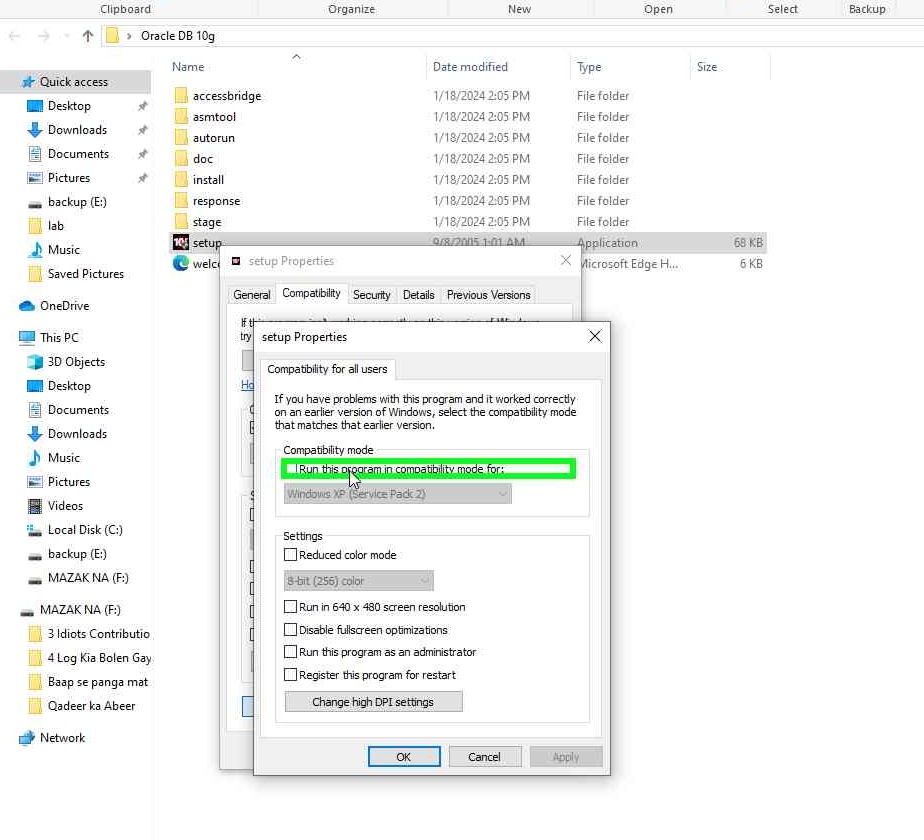 Clipboard Organize New Open Select Backup
Oracle DB 10g
Name Date modified Type Size
Quick access
Desktop
Downloads
Documents
Pictures
backup (E:)
lab
Music
Saved Pictures
OneDrive
This PC
3D Objects
Desktop
Documents
Downloads
Music
Pictures
Videos
Local Disk (C:)
backup (E:)
MAZAK NA (F:)
MAZAK NA (F:)
3 Idiots Contributio
4 Log Kia Bolen Gay
Baap se panga mat
Qadeer ka Abeer
Network
accessbridge 1/18/2024 2:05 PM File folder
asmtool 1/18/2024 2:05 PM File folder
autorun 1/18/2024 2:05 PM File folder
doc 1/18/2024 2:05 PM File folder
install 1/18/2024 2:05 PM File folder
response 1/18/2024 2:05 PM File folder
stage 1/18/2024 2:05 PM File folder
setup 9/8/2005 1:01 AM Application 68 KB
welco Microsoft Edge H... 6 KB
setup Properties
General Compatibility Security Details Previous Versions
If th
try
Ho
setup Properties
Compatibility for all users
If you have problems with this program and it worked correctly
on an earlier version of Windows, select the compatibility mode
that matches that earlier version.
Compatibility mode
Run this program in compatibility mode for:
Windows XP (Service Pack 2)
Settings
Reduced color mode
8-bit (256) color
Run in 640 x 480 screen resolution
Disable fullscreen optimizations
Run this program as an administrator
Register this program for restart
Change high DPI settings
OK Cancel Apply